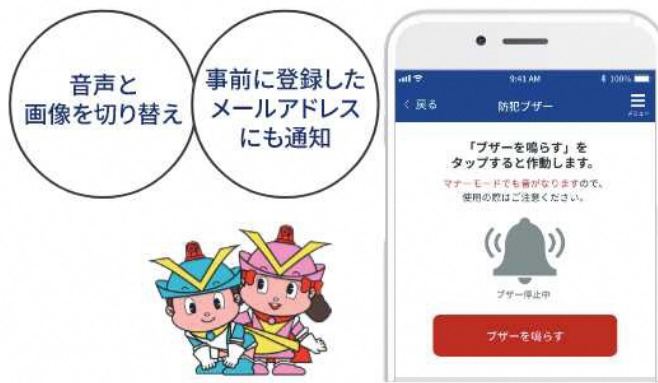 音声と
画像を切り替え
事前に登録した
メールアドレス
にも通知
9:41 AM
100%
く 戻る
防犯ブザー
メニュー
「ブザーを鳴らす」を
タップすると作動します。
マナーモードでも音がなりますので、
使用の際はご注意ください。
ブザー停止中
ブザーを鳴らす